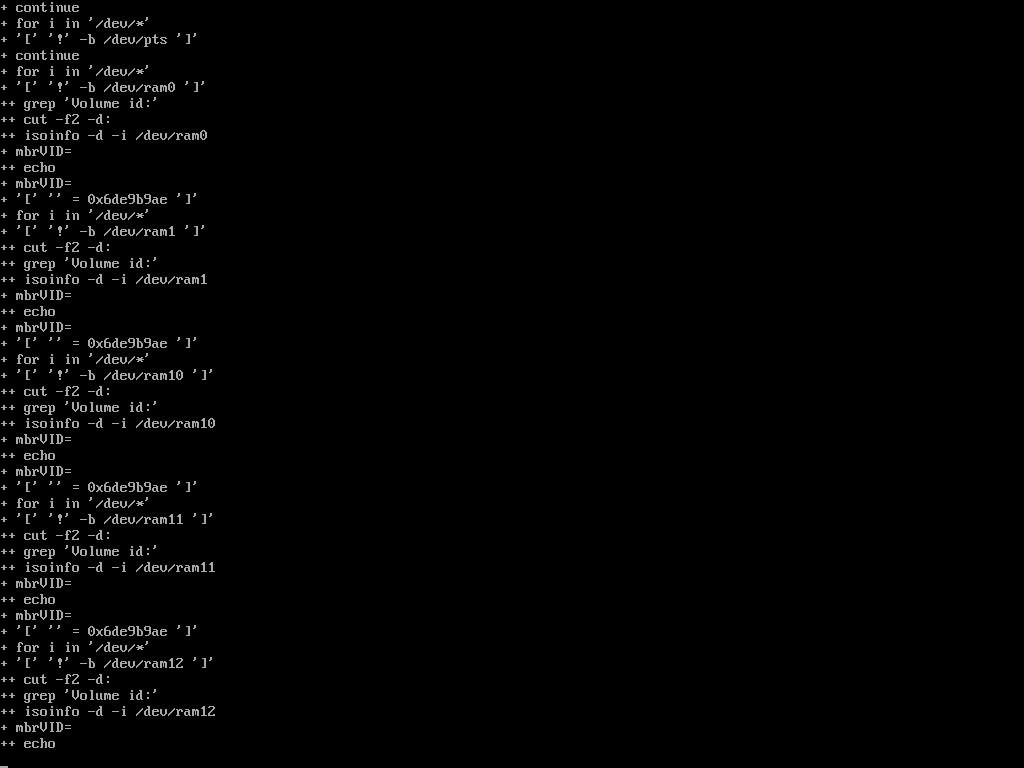 + continue
+ for i in '/dev/*'
+ '[' '!' -b /dev/pts ']'
+ continue
+ for i in '/dev/*'
+ '[' '!' -b /dev/ram0 ']'
++ grep 'Volume id:'
++ cut -f2 -d:
++ isoinfo -d -i /dev/ram0
+ mbrVID=
++ echo
+ mbrVID=
+ '[' '' = 0x6de9b9ae ']'
+ for i in '/dev/*'
+ '[' '!' -b /dev/ram1 ']'
++ cut -f2 -d:
++ grep 'Volume id:'
++ isoinfo -d -i /dev/ram1
+ mbrVID=
++ echo
+ mbrVID=
+ '[' '' = 0x6de9b9ae ']'
+ for i in '/dev/*'
+ '[' '!' -b /dev/ram10 ']'
++ cut -f2 -d:
++ grep 'Volume id:'
++ isoinfo -d -i /dev/ram10
+ mbrVID=
++ echo
+ mbrVID=
+ '[' '' = 0x6de9b9ae ']'
+ for i in '/dev/*'
+ '[' '!' -b /dev/ram11 ']'
++ cut -f2 -d:
++ grep 'Volume id:'
++ isoinfo -d -i /dev/ram11
+ mbrVID=
++ echo
+ mbrVID=
+ '[' '' = 0x6de9b9ae ']'
+ for i in '/dev/*'
+ '[' '!' -b /dev/ram12 ']'
++ cut -f2 -d:
++ grep 'Volume id:'
++ isoinfo -d -i /dev/ram12
+ mbrVID=
++ echo